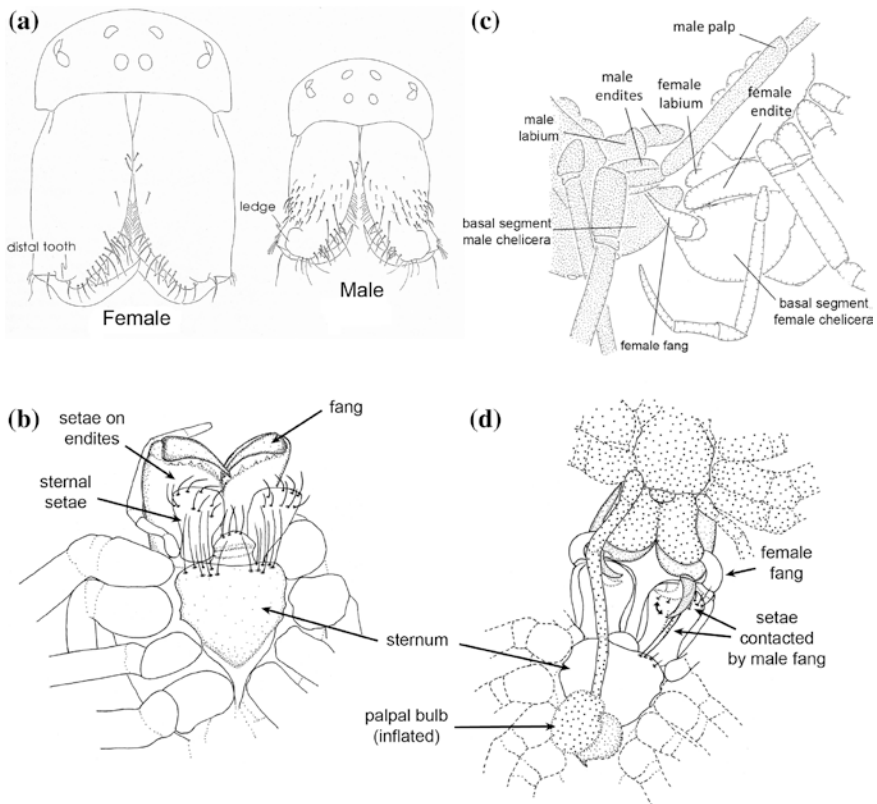 (a)
distal tooth
Female
ledge
Male
(c)
male palp
male
endites
female
labium
female
endite
male
labium
basal segment
male chelicera
female fang
basal segment
female chelicera
(b)
setae on
endites
fang
sternal
setae
sternum
palpal bulb
(inflated)
(d)
female
fang
setae
contacted
by male fang